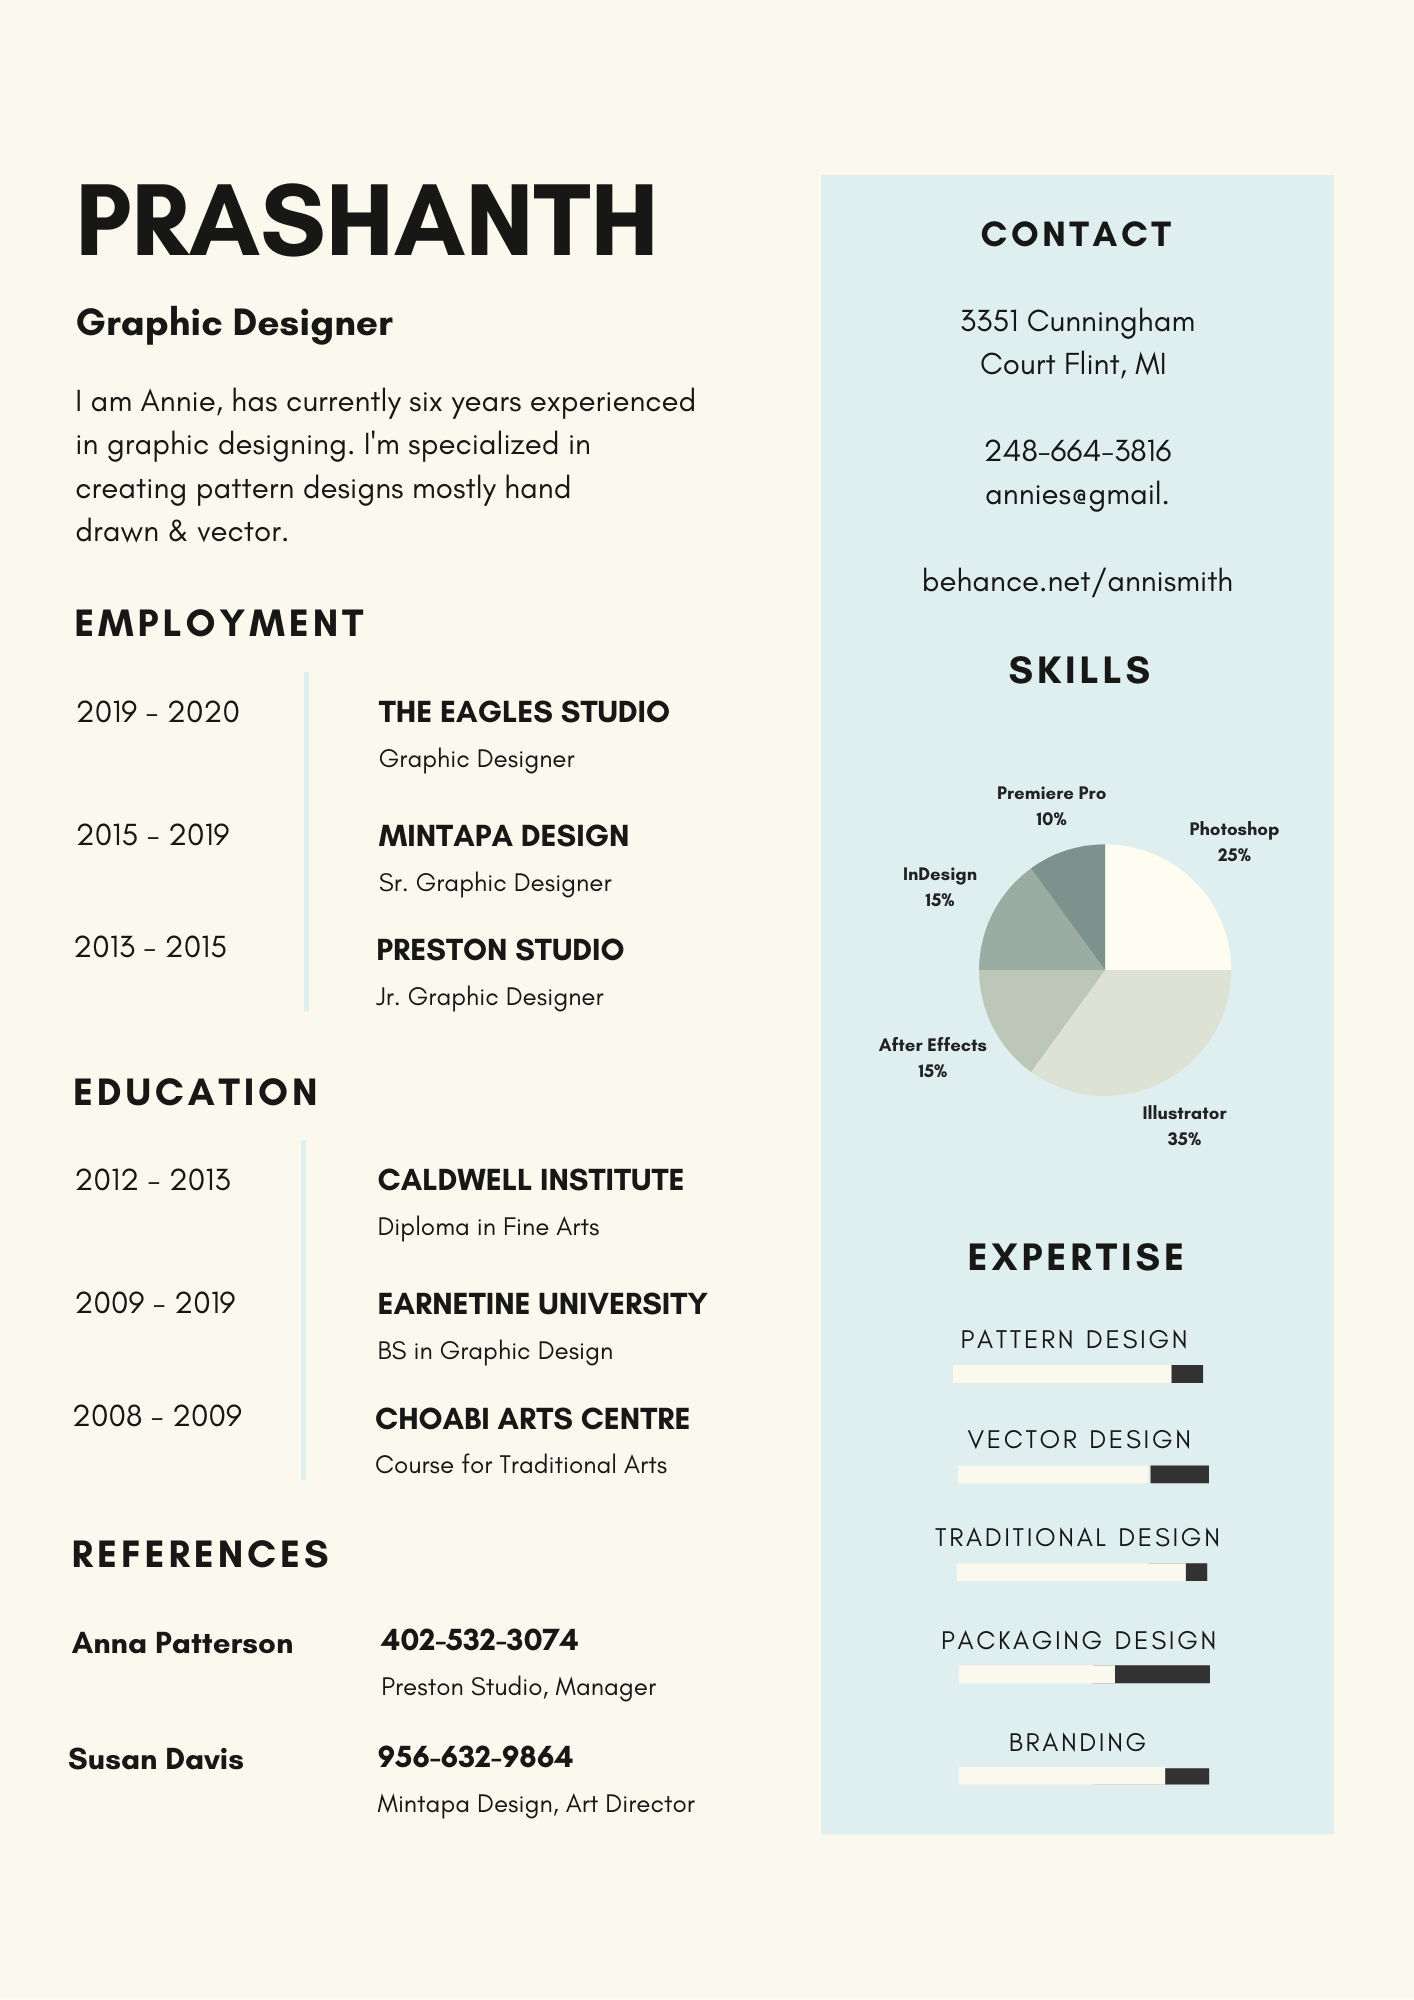 PRASHANTH
Graphic Designer
I am Annie, has currently six years experienced
in graphic designing. I'm specialized in
creating pattern designs mostly hand
drawn & vector.
EMPLOYMENT
2019 - 2020
THE EAGLES STUDIO
Graphic Designer
2015 - 2019
MINTAPA DESIGN
Sr. Graphic Designer
2013 - 2015
PRESTON STUDIO
Jr. Graphic Designer
EDUCATION
2012 - 2013
CALDWELL INSTITUTE
Diploma in Fine Arts
2009 - 2019
EARNETINE UNIVERSITY
BS in Graphic Design
2008 - 2009
CHOABI ARTS CENTRE
Course for Traditional Arts
REFERENCES
Anna Patterson
402-532-3074
Preston Studio, Manager
Susan Davis
956-632-9864
Mintapa Design, Art Director
CONTACT
3351 Cunningham
Court Flint, MI
248-664-3816
annies@gmail.
behance.net/annismith
SKILLS
Premiere Pro
10%
Photoshop
25%
InDesign
15%
After Effects
15%
Illustrator
35%
EXPERTISE
PATTERN DESIGN
VECTOR DESIGN
TRADITIONAL DESIGN
PACKAGING DESIGN
BRANDING